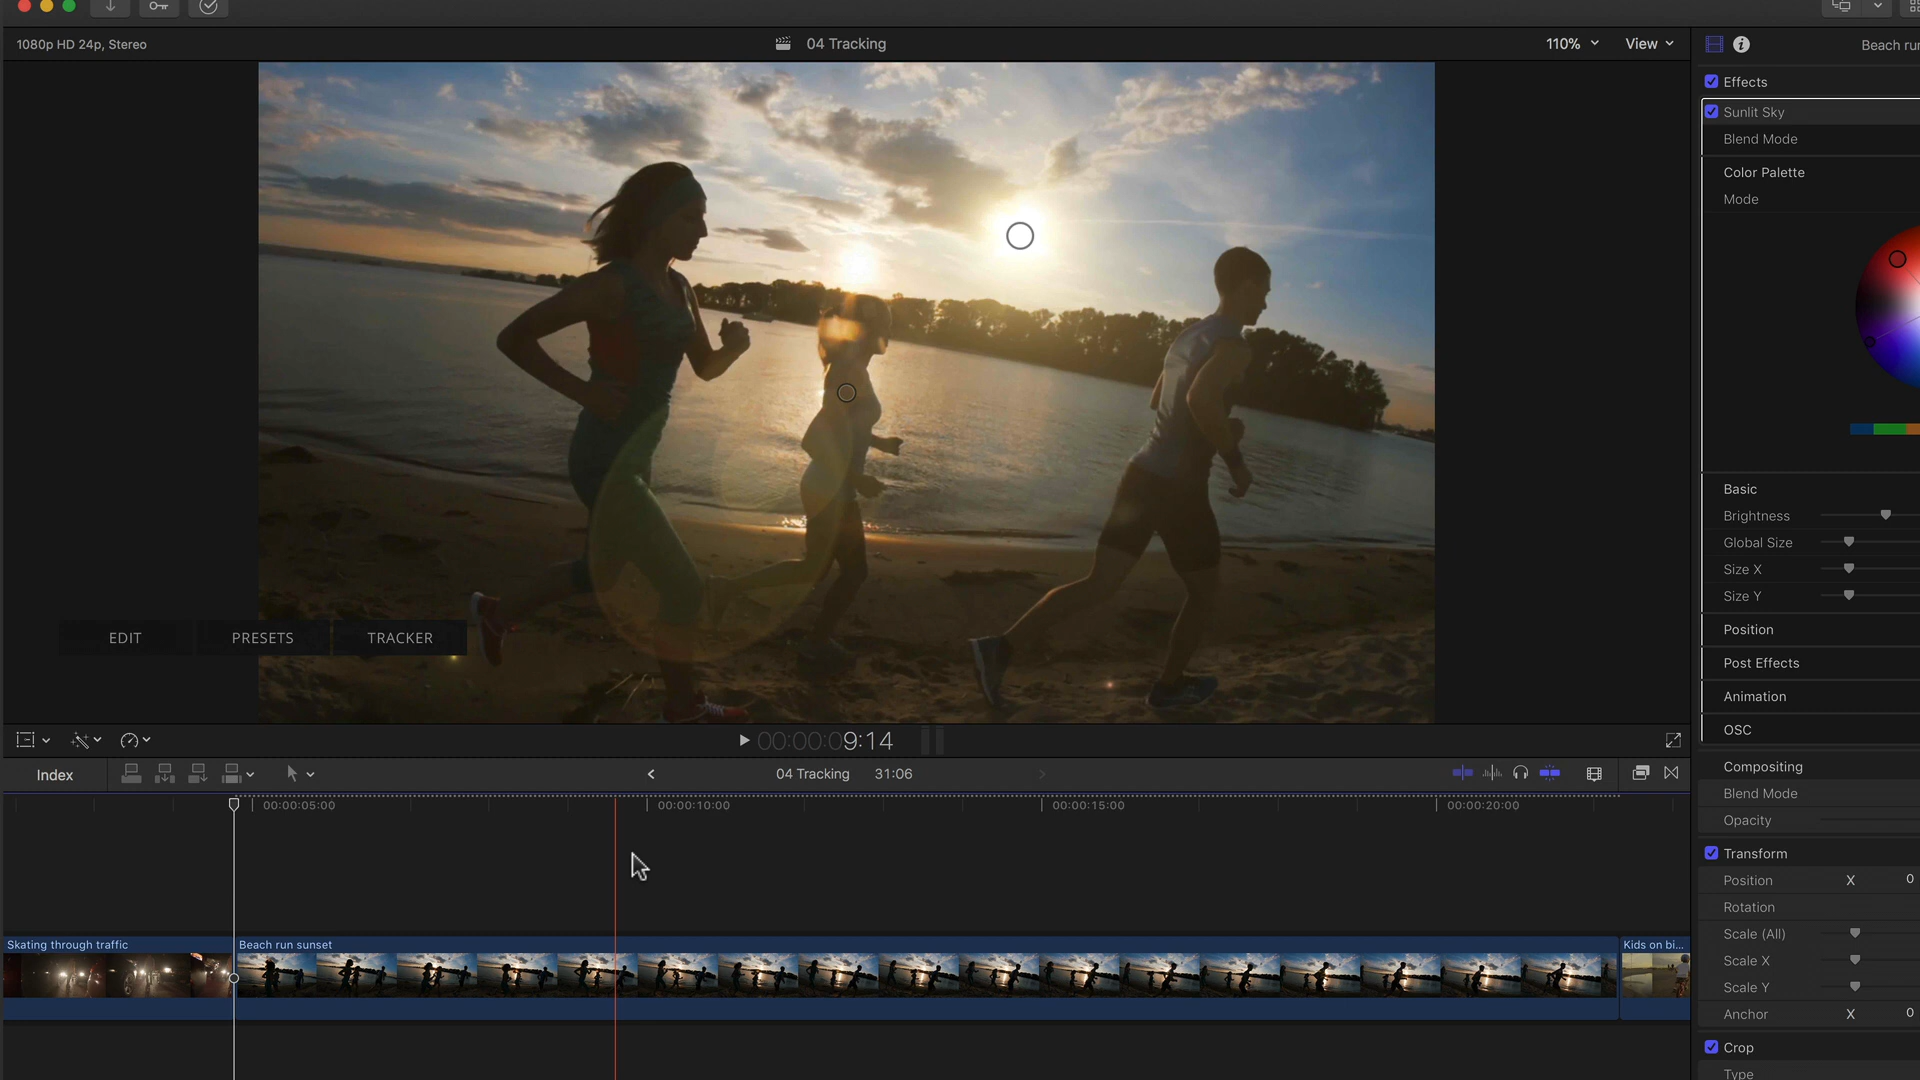 1080p HD 24p, Stereo
04 Tracking
110%
View
Beach run
Effects
Sunlit Sky
Blend Mode
Color Palette
Mode
Basic
Brightness
Global Size
Size X
Size Y
Position
Post Effects
Animation
OSC
EDIT
PRESETS
TRACKER
00:00:09:14
Index
04 Tracking
31:06
00:00:05:00
00:00:10:00
00:00:15:00
00:00:20:00
Skating through traffic
Beach run sunset
Kids on bi...
Compositing
Blend Mode
Opacity
Transform
Position X 0
Rotation
Scale (All)
Scale X
Scale Y
Anchor X 0
Crop
Type